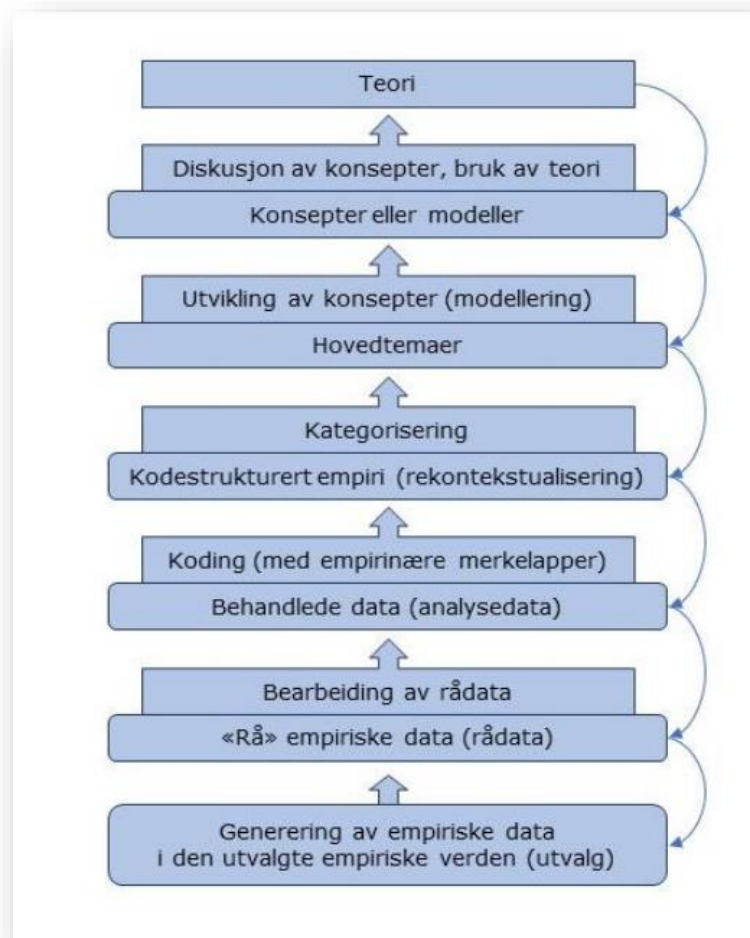 Teori
Diskusjon av konsepter, bruk av teori
Konsepter eller modeller
Utvikling av konsepter (modellering)
Hovedtemaer
Kategorisering
Kodestrukturert empiri (rekontekstualisering)
Koding (med empirinære merkelapper)
Behandlede data (analysedata)
Bearbeiding av rådata
«Rå» empiriske data (rådata)
Generering av empiriske data
i den utvalgte empiriske verden (utvalg)